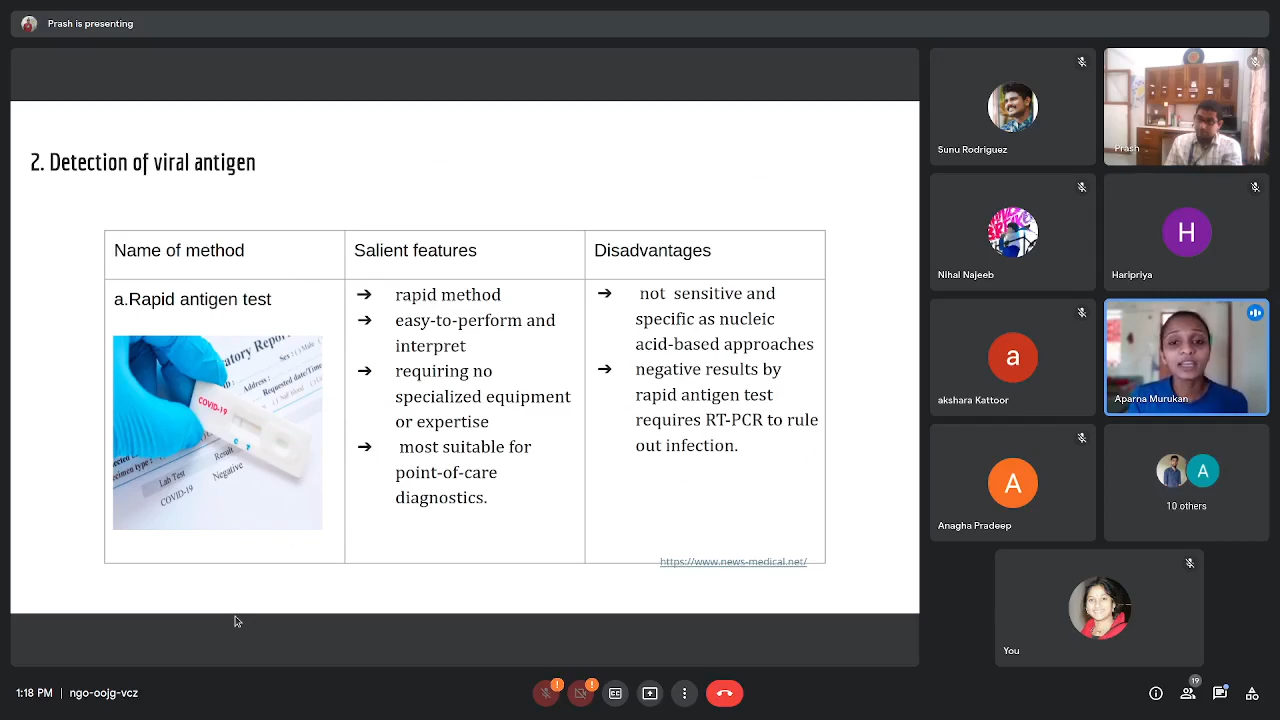 Prash is presenting
2. Detection of viral antigen
Name of method
Salient features
Disadvantages
a.Rapid antigen test
COVID-19
C
Lab Test
Result
COVID-19
Negative
➔ rapid method
➔ easy-to-perform and
interpret
➔ requiring no
specialized equipment
or expertise
➔ most suitable for
point-of-care
diagnostics.
➔ not sensitive and
specific as nucleic
acid-based approaches
➔ negative results by
rapid antigen test
requires RT-PCR to rule
out infection.
https://www.news-medical.net/
Sunu Rodriguez
Prash
Nihal Najeeb
H
Haripriya
a
akshara Kattoor
Aparna Murukan
A
Anagha Pradeep
A
10 others
You
1:18 PM | ngo-oojg-vcz
19